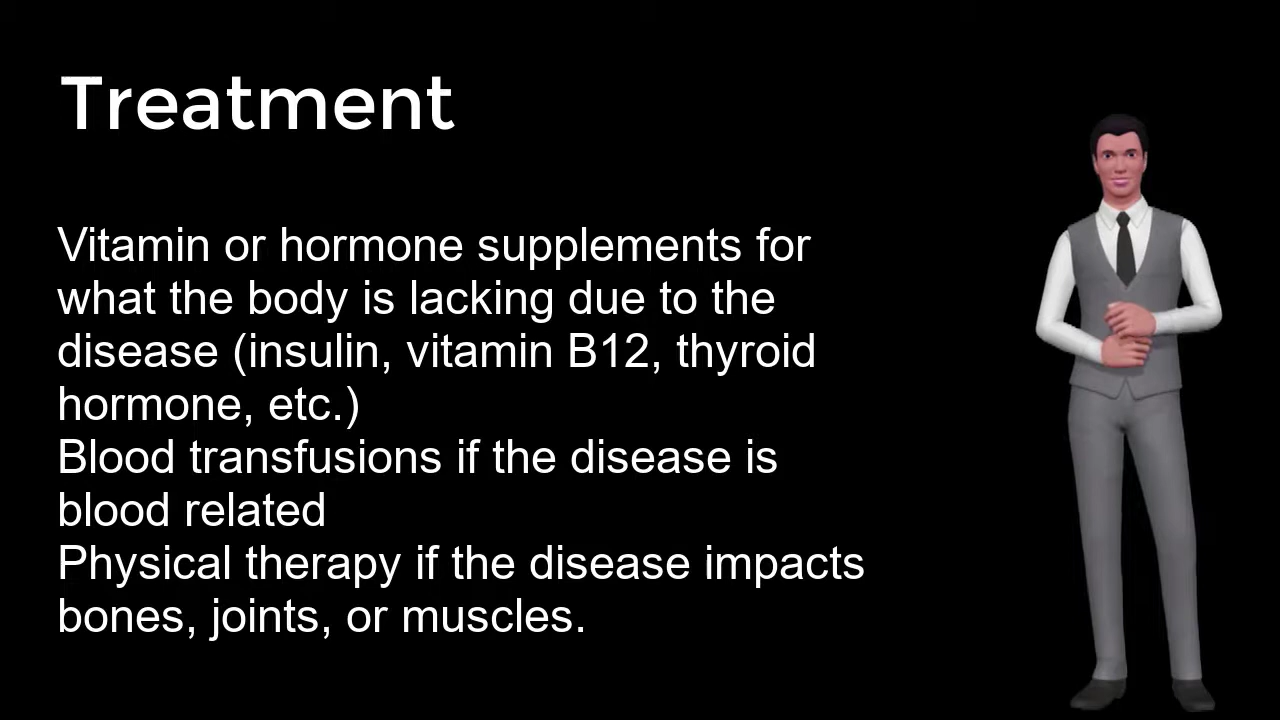 Treatment
Vitamin or hormone supplements for
what the body is lacking due to the
disease (insulin, vitamin B12, thyroid
hormone, etc.)
Blood transfusions if the disease is
blood related
Physical therapy if the disease impacts
bones, joints, or muscles.